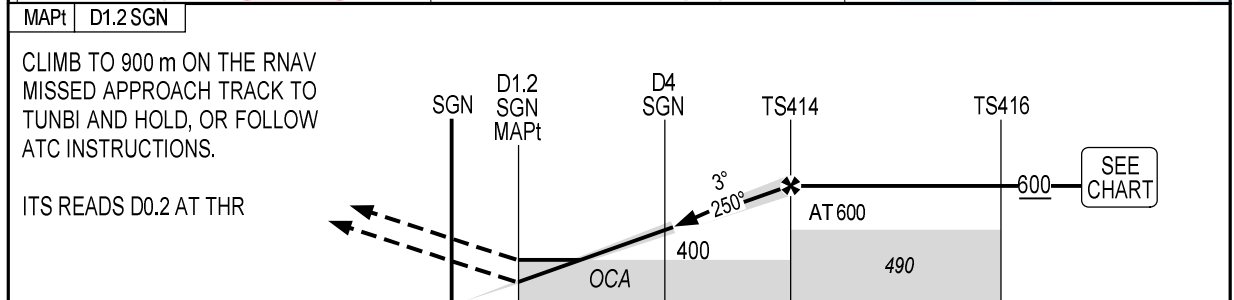 MAPt D1.2 SGN
CLIMB TO 900 m ON THE RNAV
MISSED APPROACH TRACK TO
TUNBI AND HOLD, OR FOLLOW
ATC INSTRUCTIONS.
ITS READS D0.2 AT THR
SGN
D1.2
SGN
MAPt
D4
SGN
TS414
TS416
3°
250°
600
SEE
CHART
AT 600
400
490
OCA